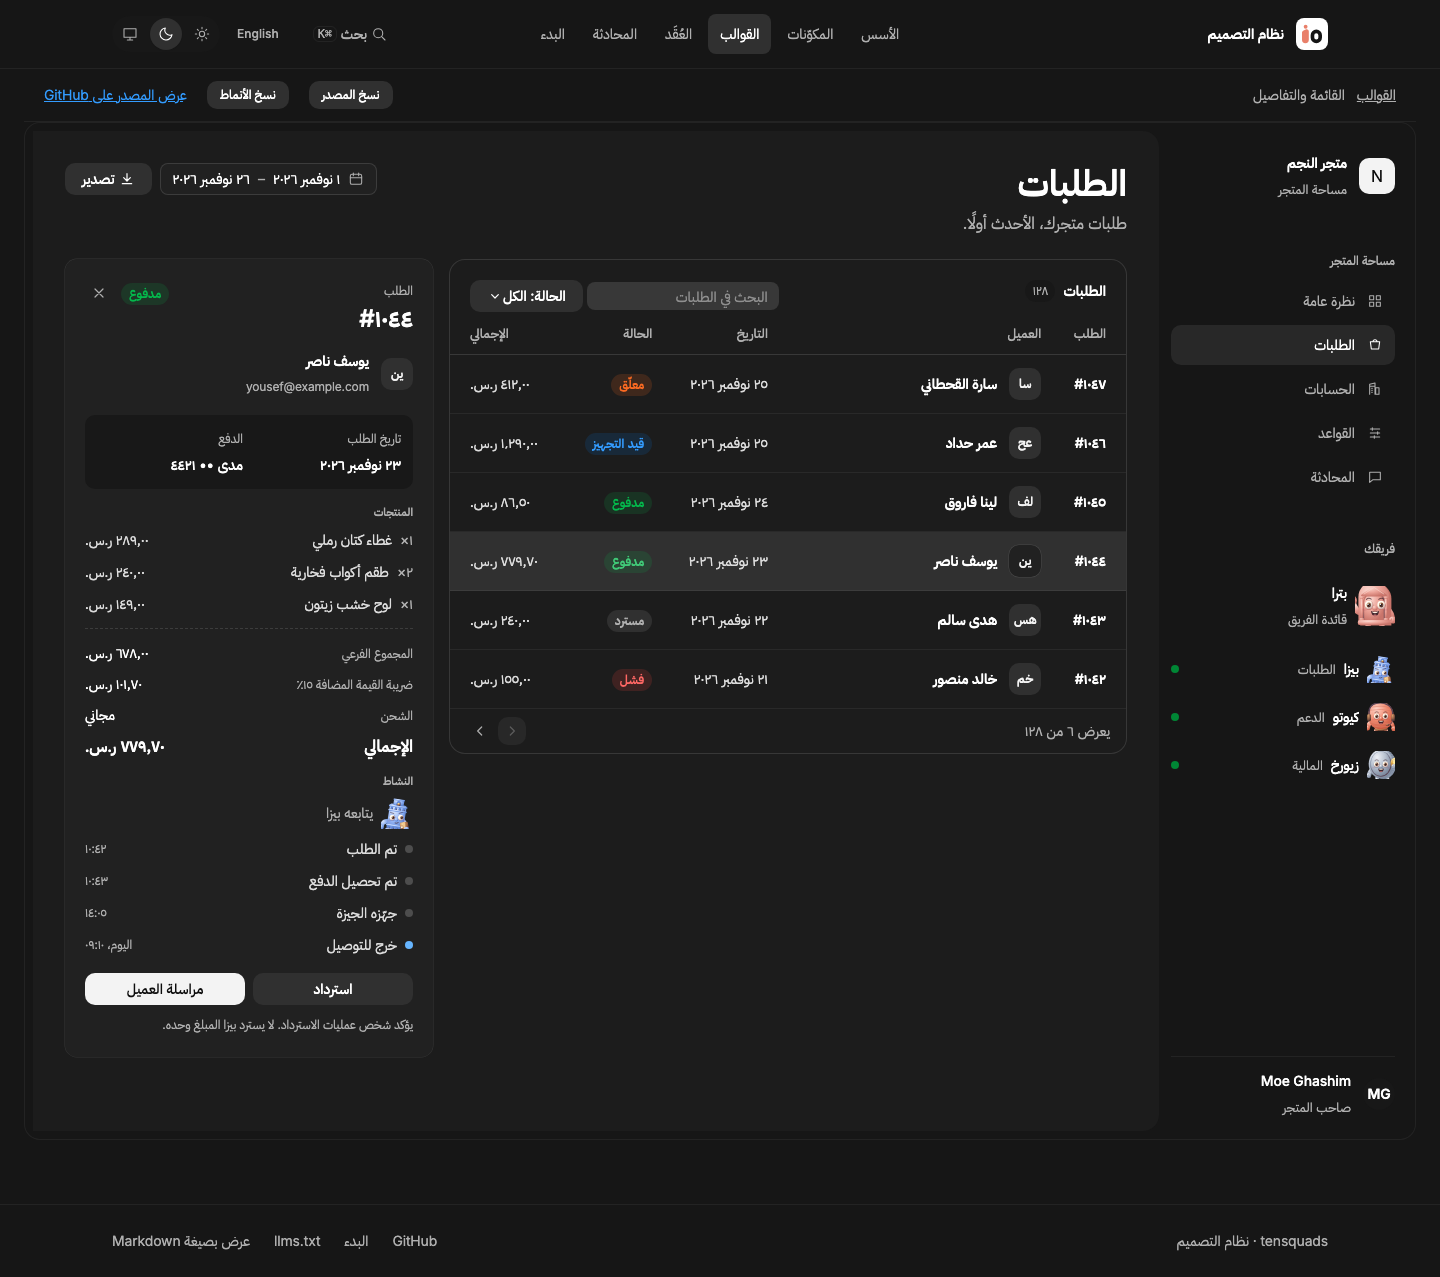 نظام التصميم
الأسس
المكوّنات
القوالب
العُقَد
المحادثة
البدء
بحث ⌘K
English
القوالب القائمة والتفاصيل
نسخ المصدر
نسخ الأنماط
عرض المصدر على GitHub
N
متجر النجم
مساحة المتجر
مساحة المتجر
نظرة عامة
الطلبات
الحسابات
القواعد
المحادثة
فريقك
بترا
قائدة الفريق
بيزا الطلبات
كيوتو الدعم
زيورخ المالية
MG
Moe Ghashim
صاحب المتجر
الطلبات
طلبات متجرك، الأحدث أولًا.
١ نوفمبر ٢٠٢٦ – ٢٦ نوفمبر ٢٠٢٦
تصدير
الطلبات ١٢٨
البحث في الطلبات
الحالة: الكل
الطلب العميل التاريخ الحالة الإجمالي
#١٠٤٧ سا سارة القحطاني ٢٥ نوفمبر ٢٠٢٦ معلّق ٤١٢,٠٠ ر.س.
#١٠٤٦ عح عمر حداد ٢٥ نوفمبر ٢٠٢٦ قيد التجهيز ١,٢٩٠,٠٠ ر.س.
#١٠٤٥ لف لينا فاروق ٢٤ نوفمبر ٢٠٢٦ مدفوع ٨٦,٥٠ ر.س.
#١٠٤٤ ين يوسف ناصر ٢٣ نوفمبر ٢٠٢٦ مدفوع ٧٧٩,٧٠ ر.س.
#١٠٤٣ هس هدى سالم ٢٢ نوفمبر ٢٠٢٦ مسترد ٢٤٠,٠٠ ر.س.
#١٠٤٢ خم خالد منصور ٢١ نوفمبر ٢٠٢٦ فشل ١٥٥,٠٠ ر.س.
يعرض ٦ من ١٢٨
الطلب
مدفوع
#١٠٤٤
ين
يوسف ناصر
yousef@example.com
تاريخ الطلب الدفع
٢٣ نوفمبر ٢٠٢٦ مدى •• ٤٤٢١
المنتجات
١× غطاء كتان رملي ٢٨٩,٠٠ ر.س.
٢× طقم أكواب فخارية ٢٤٠,٠٠ ر.س.
١× لوح خشب زيتون ١٤٩,٠٠ ر.س.
المجموع الفرعي ٦٧٨,٠٠ ر.س.
ضريبة القيمة المضافة ١٥٪ ١٠١,٧٠ ر.س.
الشحن مجاني
الإجمالي ٧٧٩,٧٠ ر.س.
النشاط
يتابعه بيزا
تم الطلب ١٠:٤٢
تم تحصيل الدفع ١٠:٤٣
جهّزه الجيزة ١٤:٠٥
خرج للتوصيل اليوم، ٠٩:١٠
استرداد
مراسلة العميل
يؤكد شخص عمليات الاسترداد. لا يسترد بيزا المبلغ وحده.
tensquads · نظام التصميم
GitHub
البدء
llms.txt
عرض بصيغة Markdown